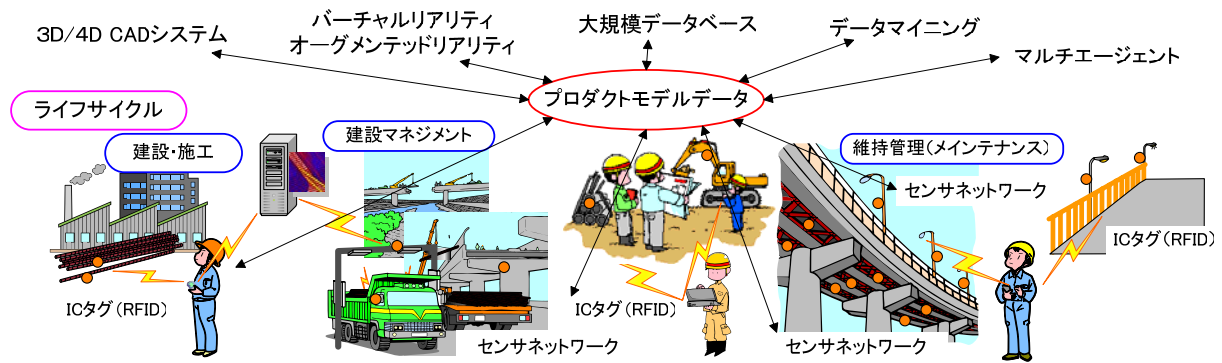 3D/4D CADシステム
バーチャルリアリティ
オーグメンテッドリアリティ
大規模データベース
データマイニング
マルチエージェント
プロダクトモデルデータ
ライフサイクル
建設・施工
建設マネジメント
維持管理(メインテナンス)
センサネットワーク
ICタグ(RFID)
ICタグ(RFID)
ICタグ(RFID)
センサネットワーク
センサネットワーク